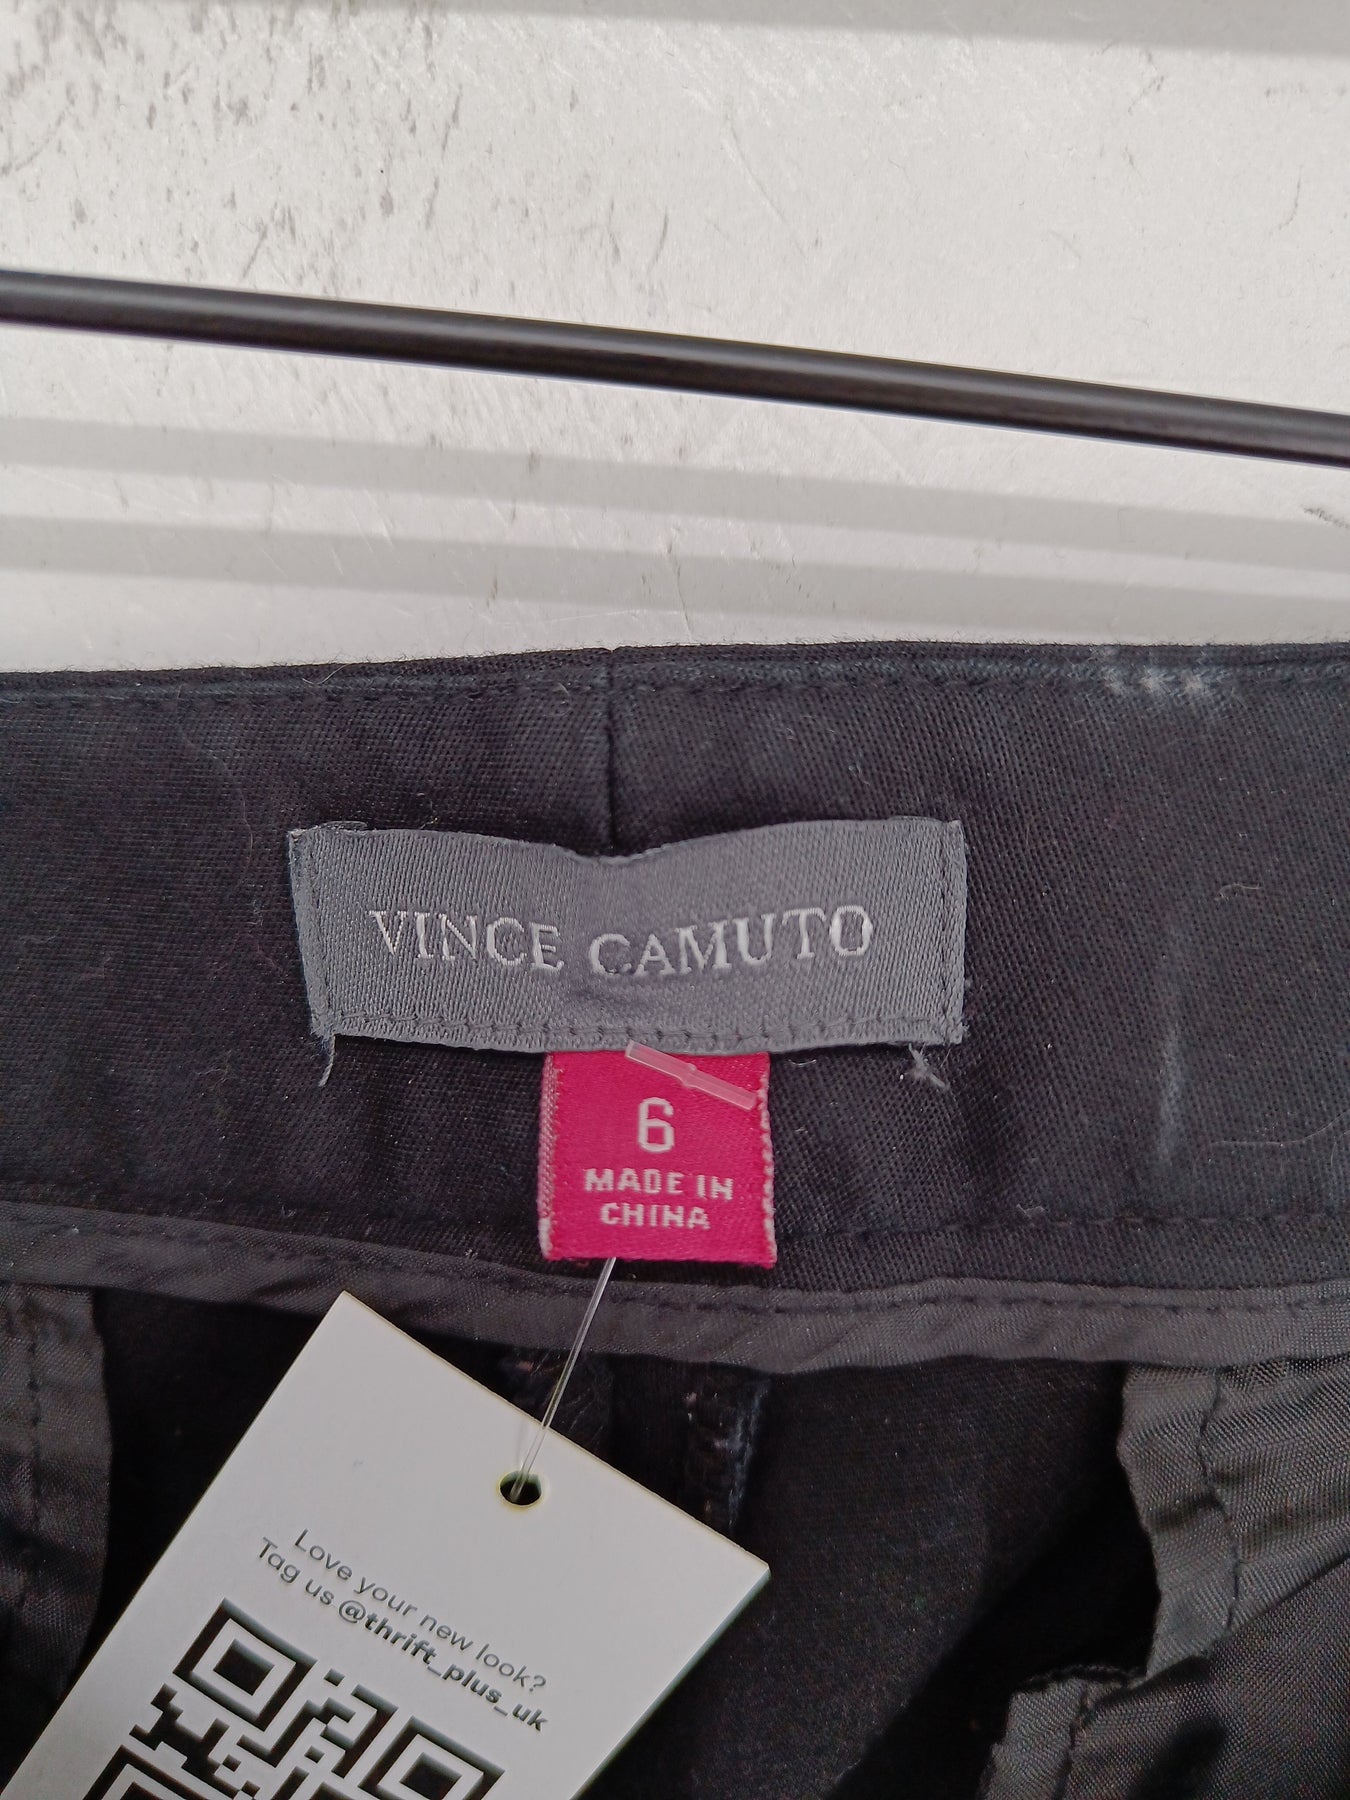 VINCE CAMUTO
6
MADE IN
CHINA
Love your new look?
Tag us @thrift_plus_uk